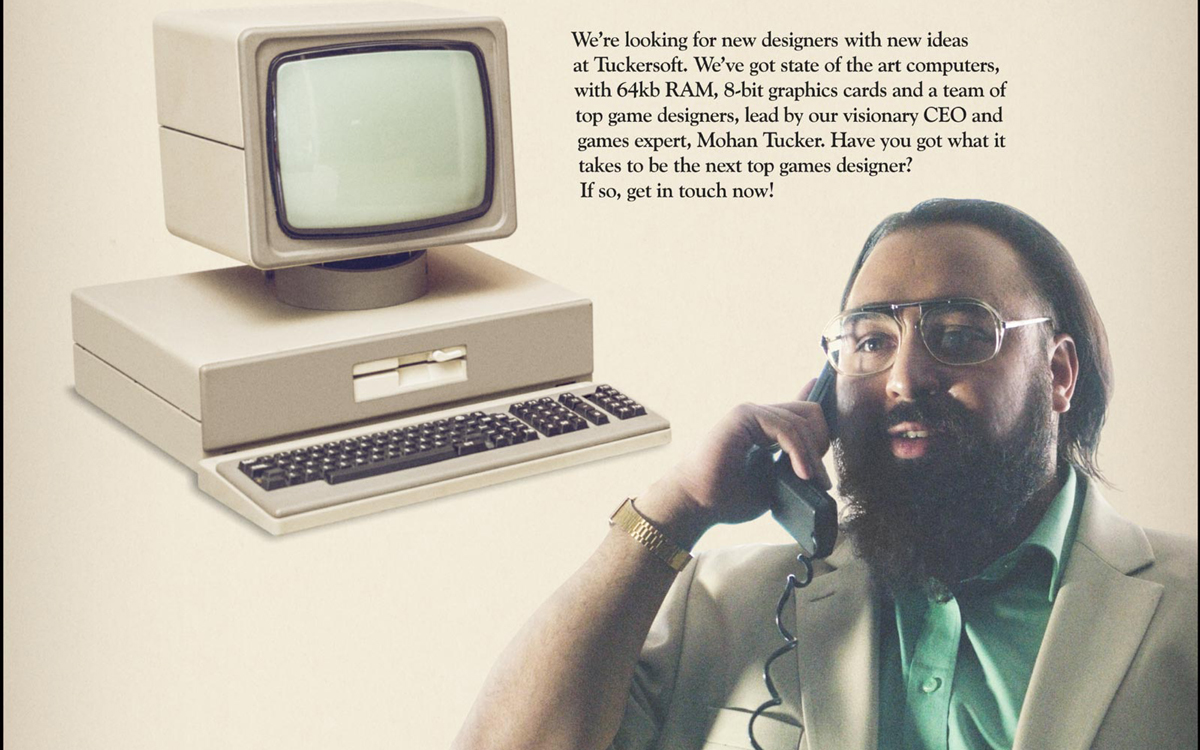 We’re looking for new designers with new ideas
at Tuckersoft. We’ve got state of the art computers,
with 64kb RAM, 8-bit graphics cards and a team of
top game designers, lead by our visionary CEO and
games expert, Mohan Tucker. Have you got what it
takes to be the next top games designer?
If so, get in touch now!